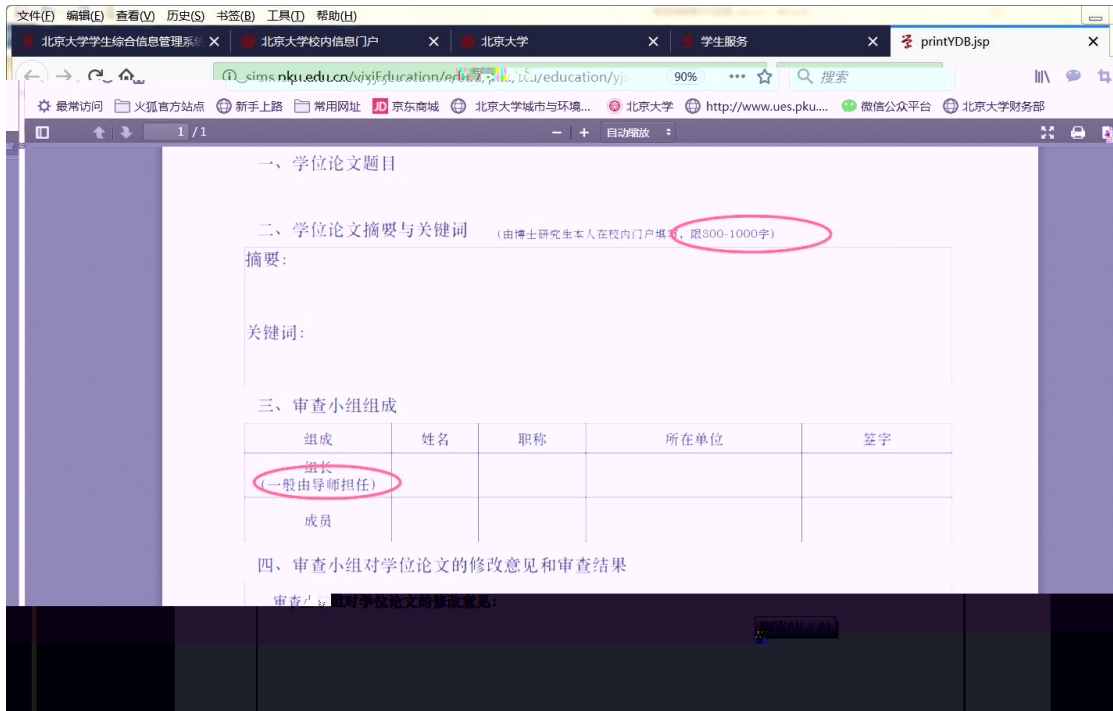 文件(F) 编辑(E) 查看(V) 历史(S) 书签(B) 工具(T) 帮助(H)
北京大学学生综合信息管理系统 北京大学校内信息门户 北京大学 学生服务 printYDB.jsp
90% 搜索
最常访问 火狐官方站点 新手上路 常用网址 JD 京东商城 北京大学城市与环境... 北京大学 http://www.ues.pku.... 微信公众平台 北京大学财务部
1 / 1 自动缩放
一、学位论文题目
二、学位论文摘要与关键词 (由博士研究生本人在校内门户填写, 限800-1000字)
摘要:
关键词:
三、审查小组组成
组成 姓名 职称 所在单位 签字
组长
(一般由导师担任)
成员
四、审查小组对学位论文的修改意见和审查结果
审查小组对学位论文的修改意见: